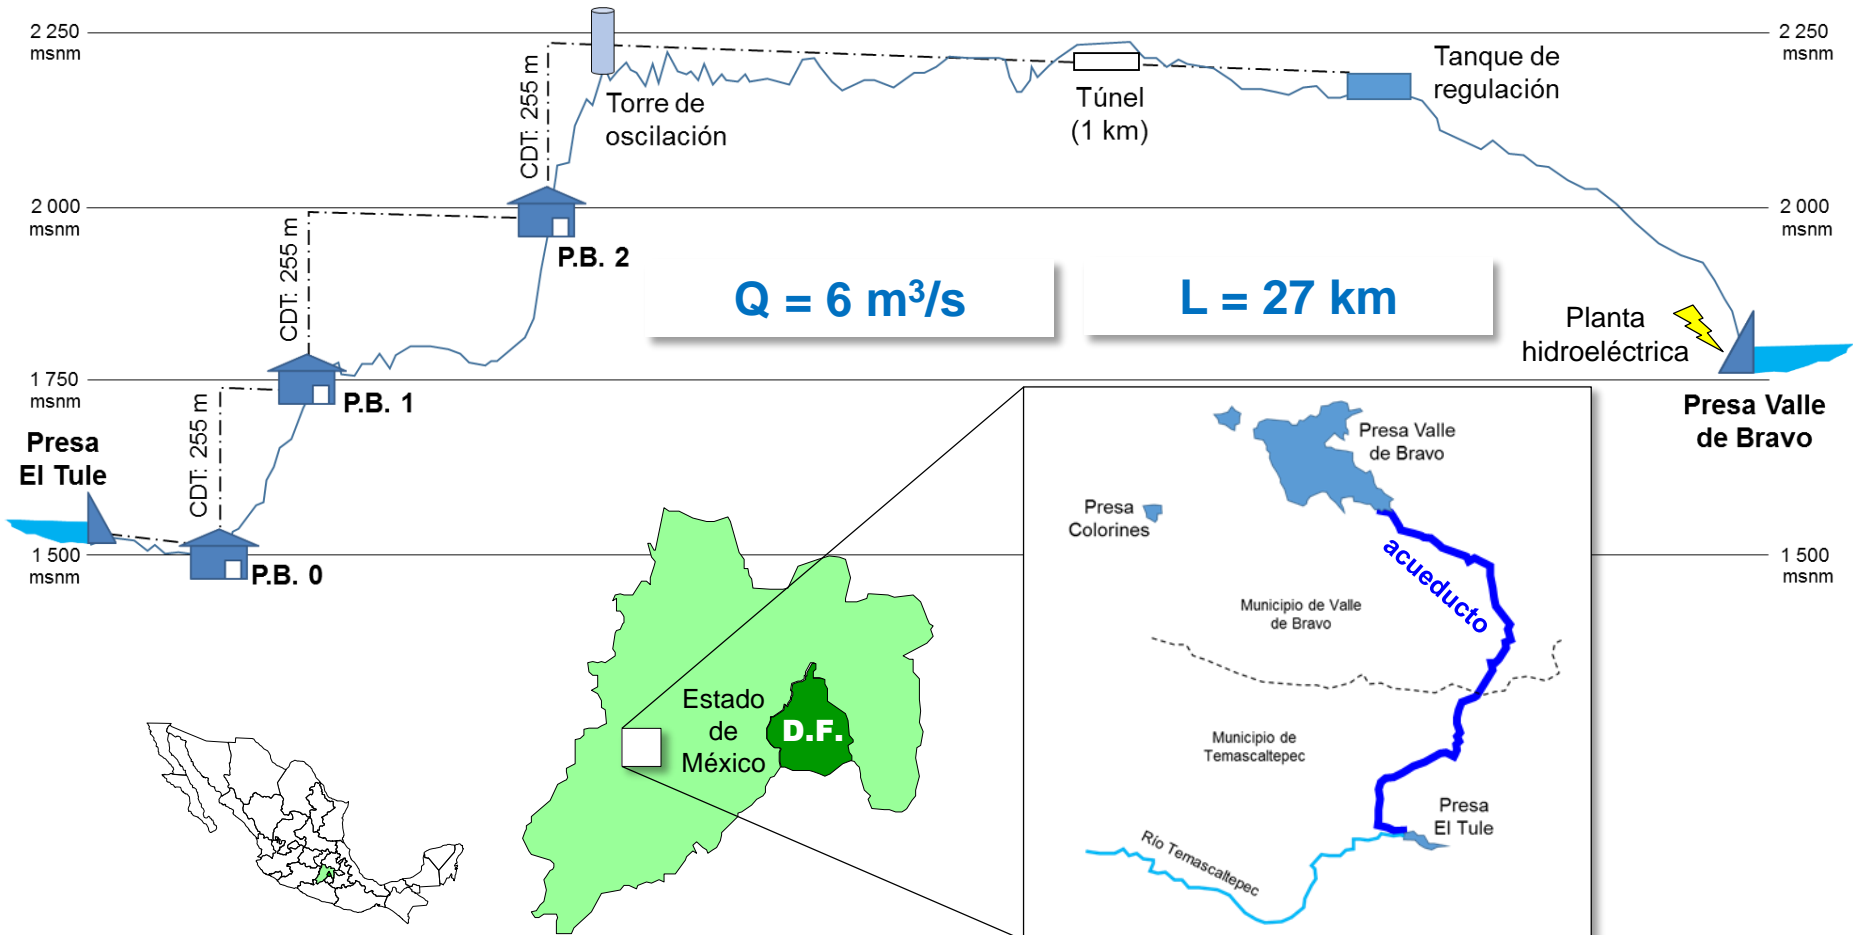 2 250
msnm
2 250
msnm
CDT: 255 m
Torre de
oscilación
Túnel
(1 km)
Tanque de
regulación
2 000
msnm
2 000
msnm
CDT: 255 m
P.B. 2
Q = 6 m³/s
L = 27 km
Planta
hidroeléctrica
1 750
msnm
CDT: 255 m
P.B. 1
Presa Valle
de Bravo
Presa
El Tule
1 500
msnm
P.B. 0
1 500
msnm
Presa Valle
de Bravo
Presa
Colorines
acueducto
Municipio de Valle
de Bravo
Municipio de
Temascaltepec
Presa
El Tule
Río Temascaltepec
Estado
de
México
D.F.